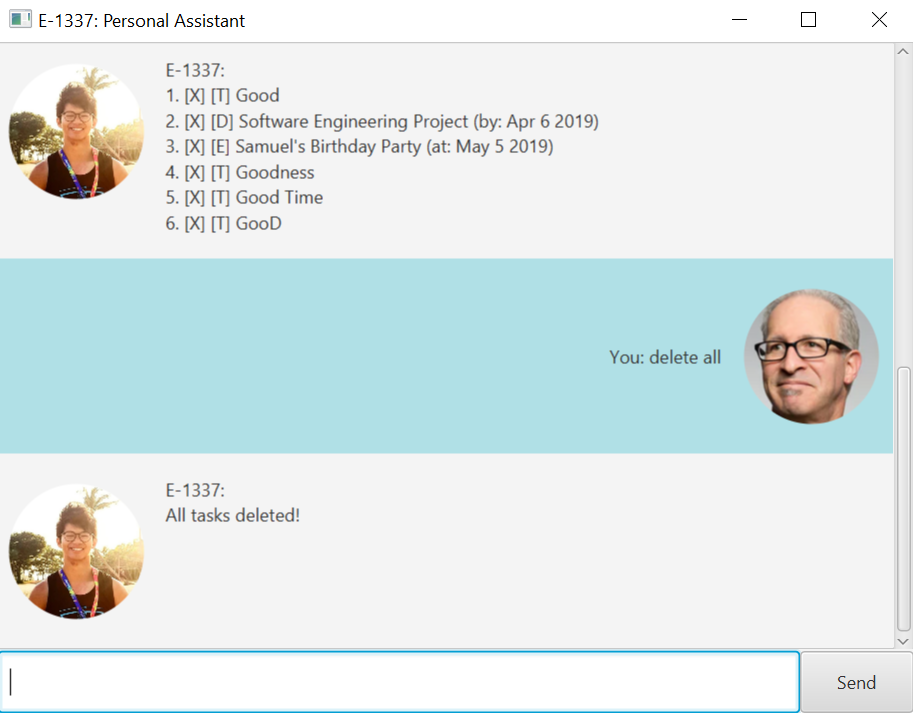 E-1337: Personal Assistant
E-1337:
1. [X] [T] Good
2. [X] [D] Software Engineering Project (by: Apr 6 2019)
3. [X] [E] Samuel's Birthday Party (at: May 5 2019)
4. [X] [T] Goodness
5. [X] [T] Good Time
6. [X] [T] GooD
You: delete all
E-1337:
All tasks deleted!
Send